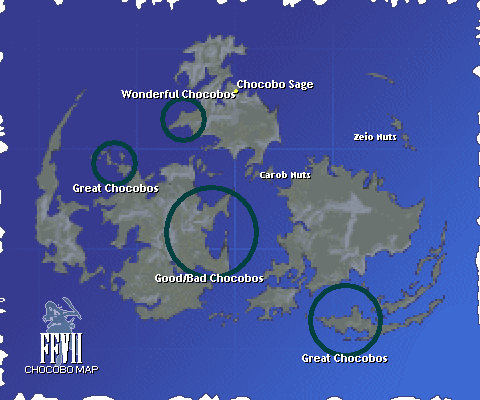 Chocobo Sage
Wonderful Chocobos
Zeio Nuts
Carob Nuts
Great Chocobos
Good/Bad Chocobos
FFVII
CHOCOBO MAP
Great Chocobos